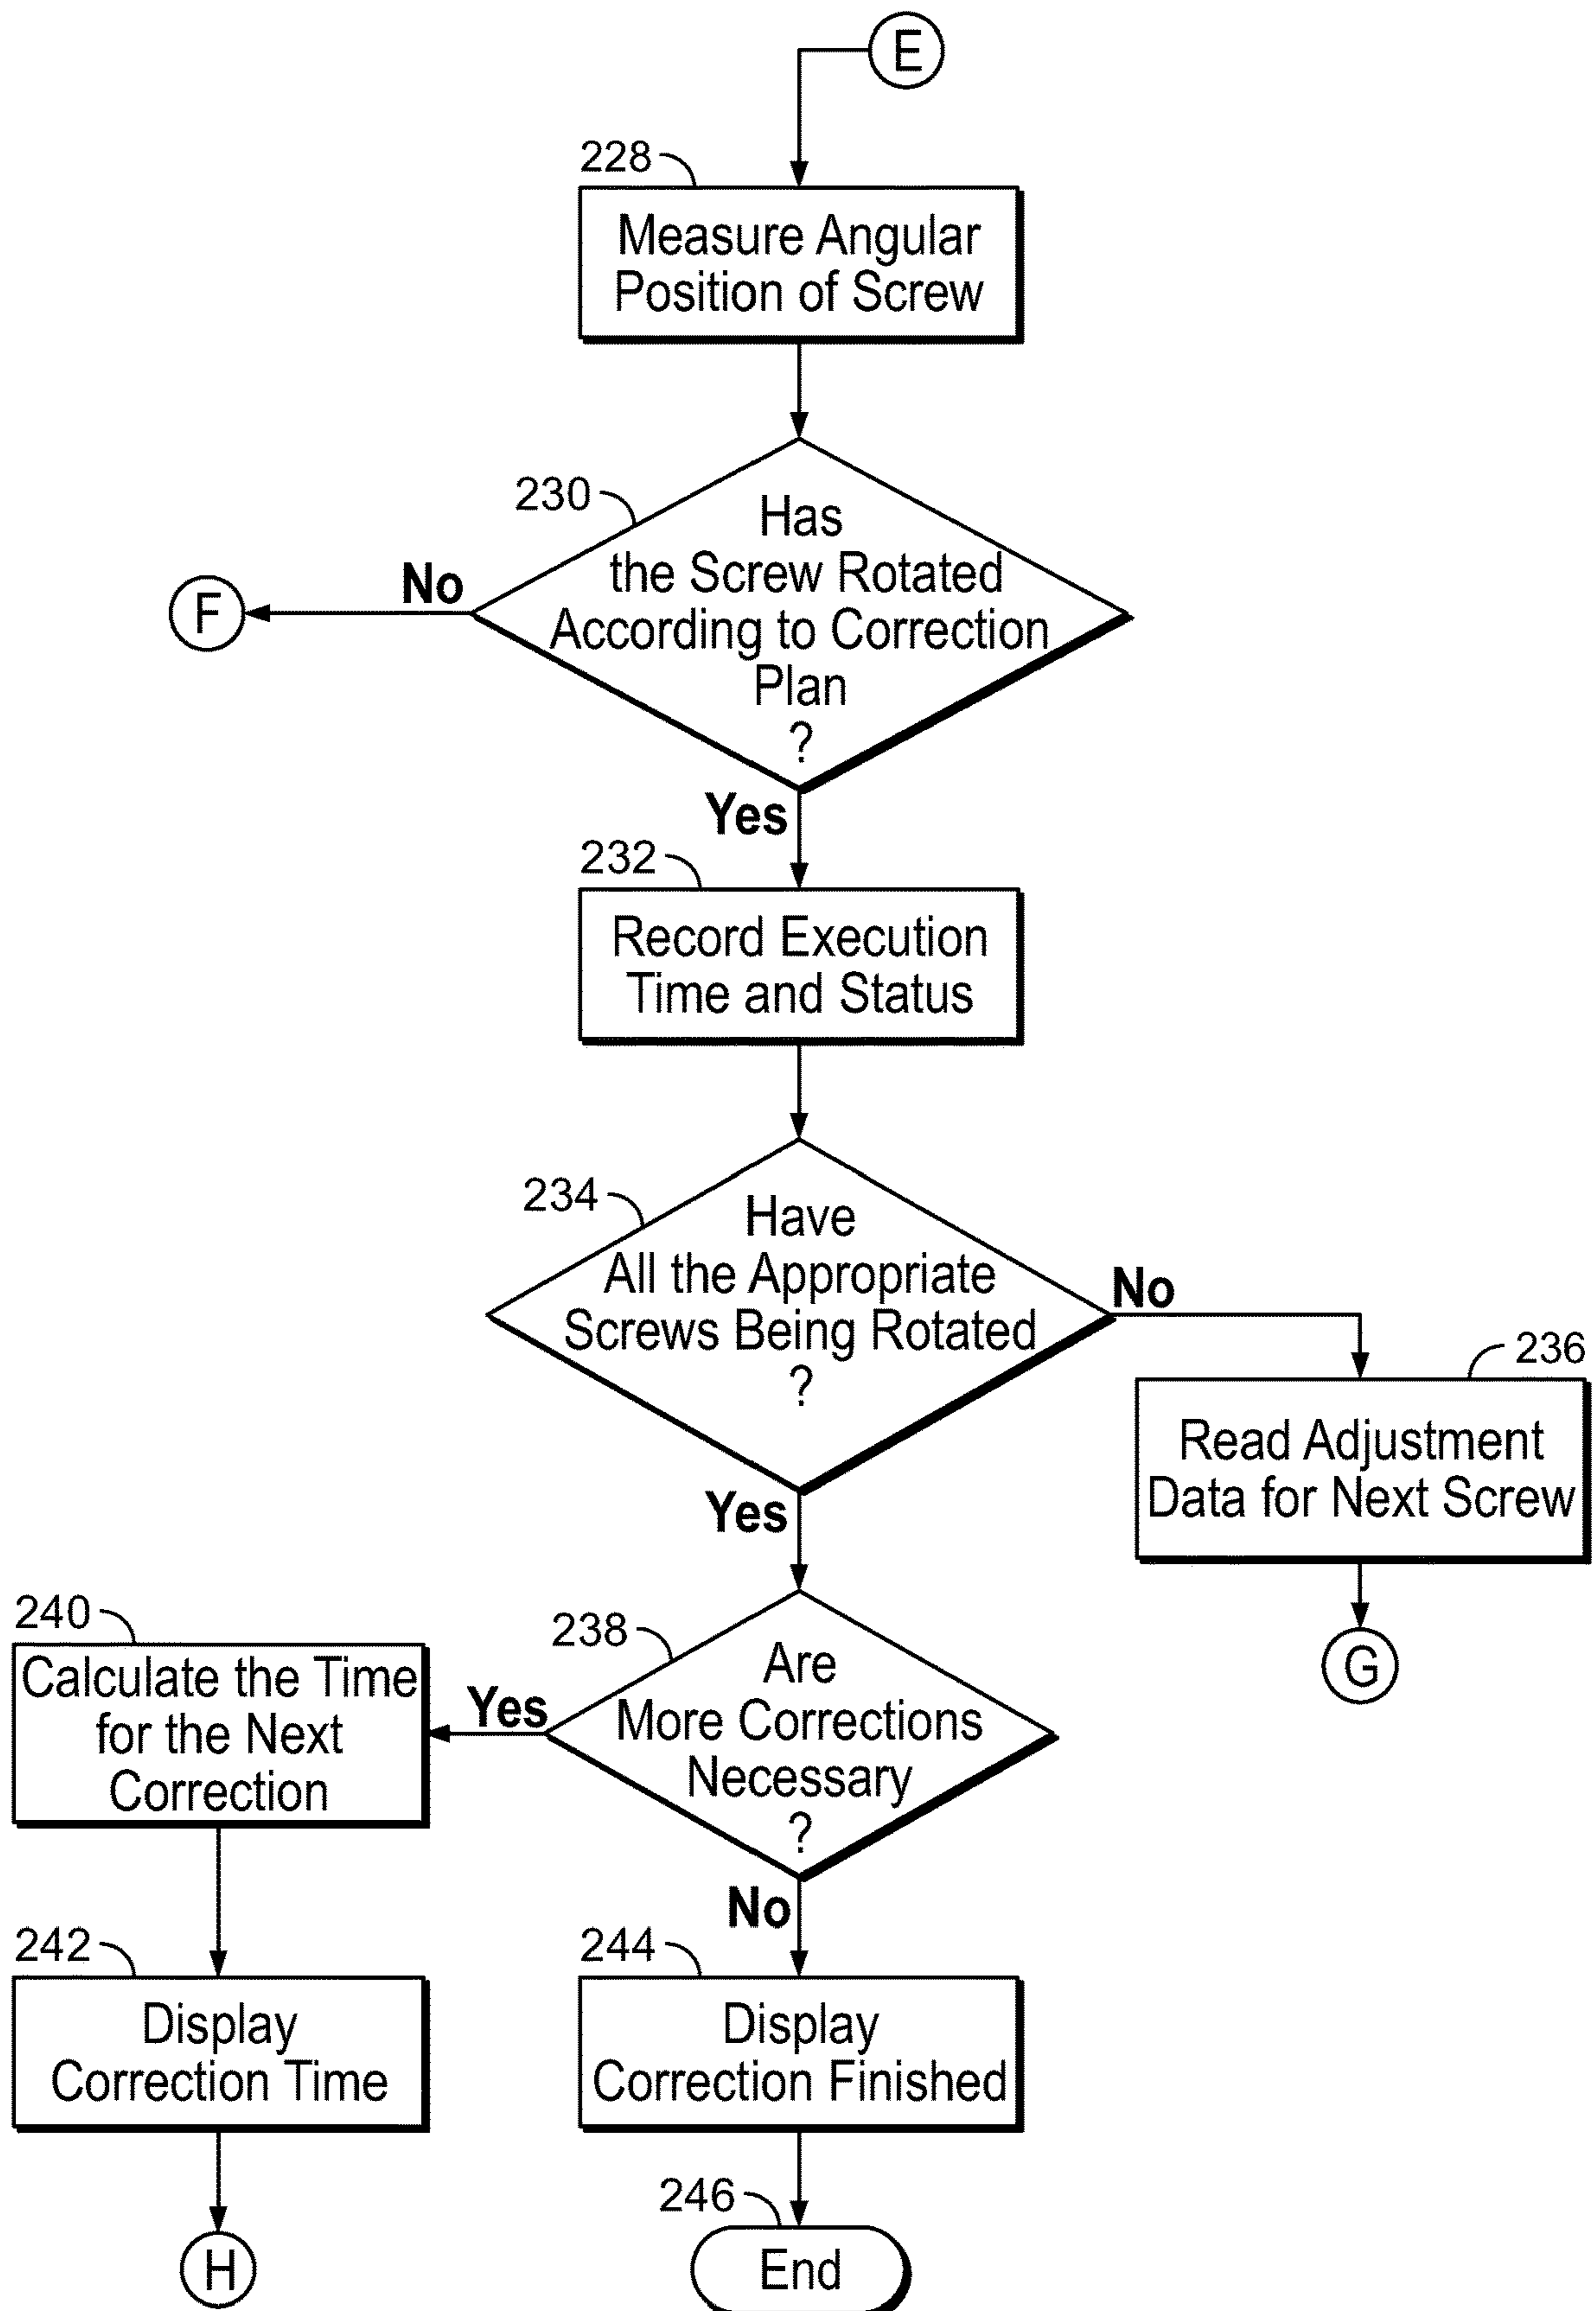 E
228
Measure Angular
Position of Screw
230
Has
the Screw Rotated
According to Correction
Plan
?
No
F
Yes
232
Record Execution
Time and Status
234
Have
All the Appropriate
Screws Being Rotated
?
No
236
Read Adjustment
Data for Next Screw
G
Yes
238
Are
More Corrections
Necessary
?
Yes
240
Calculate the Time
for the Next
Correction
242
Display
Correction Time
H
No
244
Display
Correction Finished
246
End